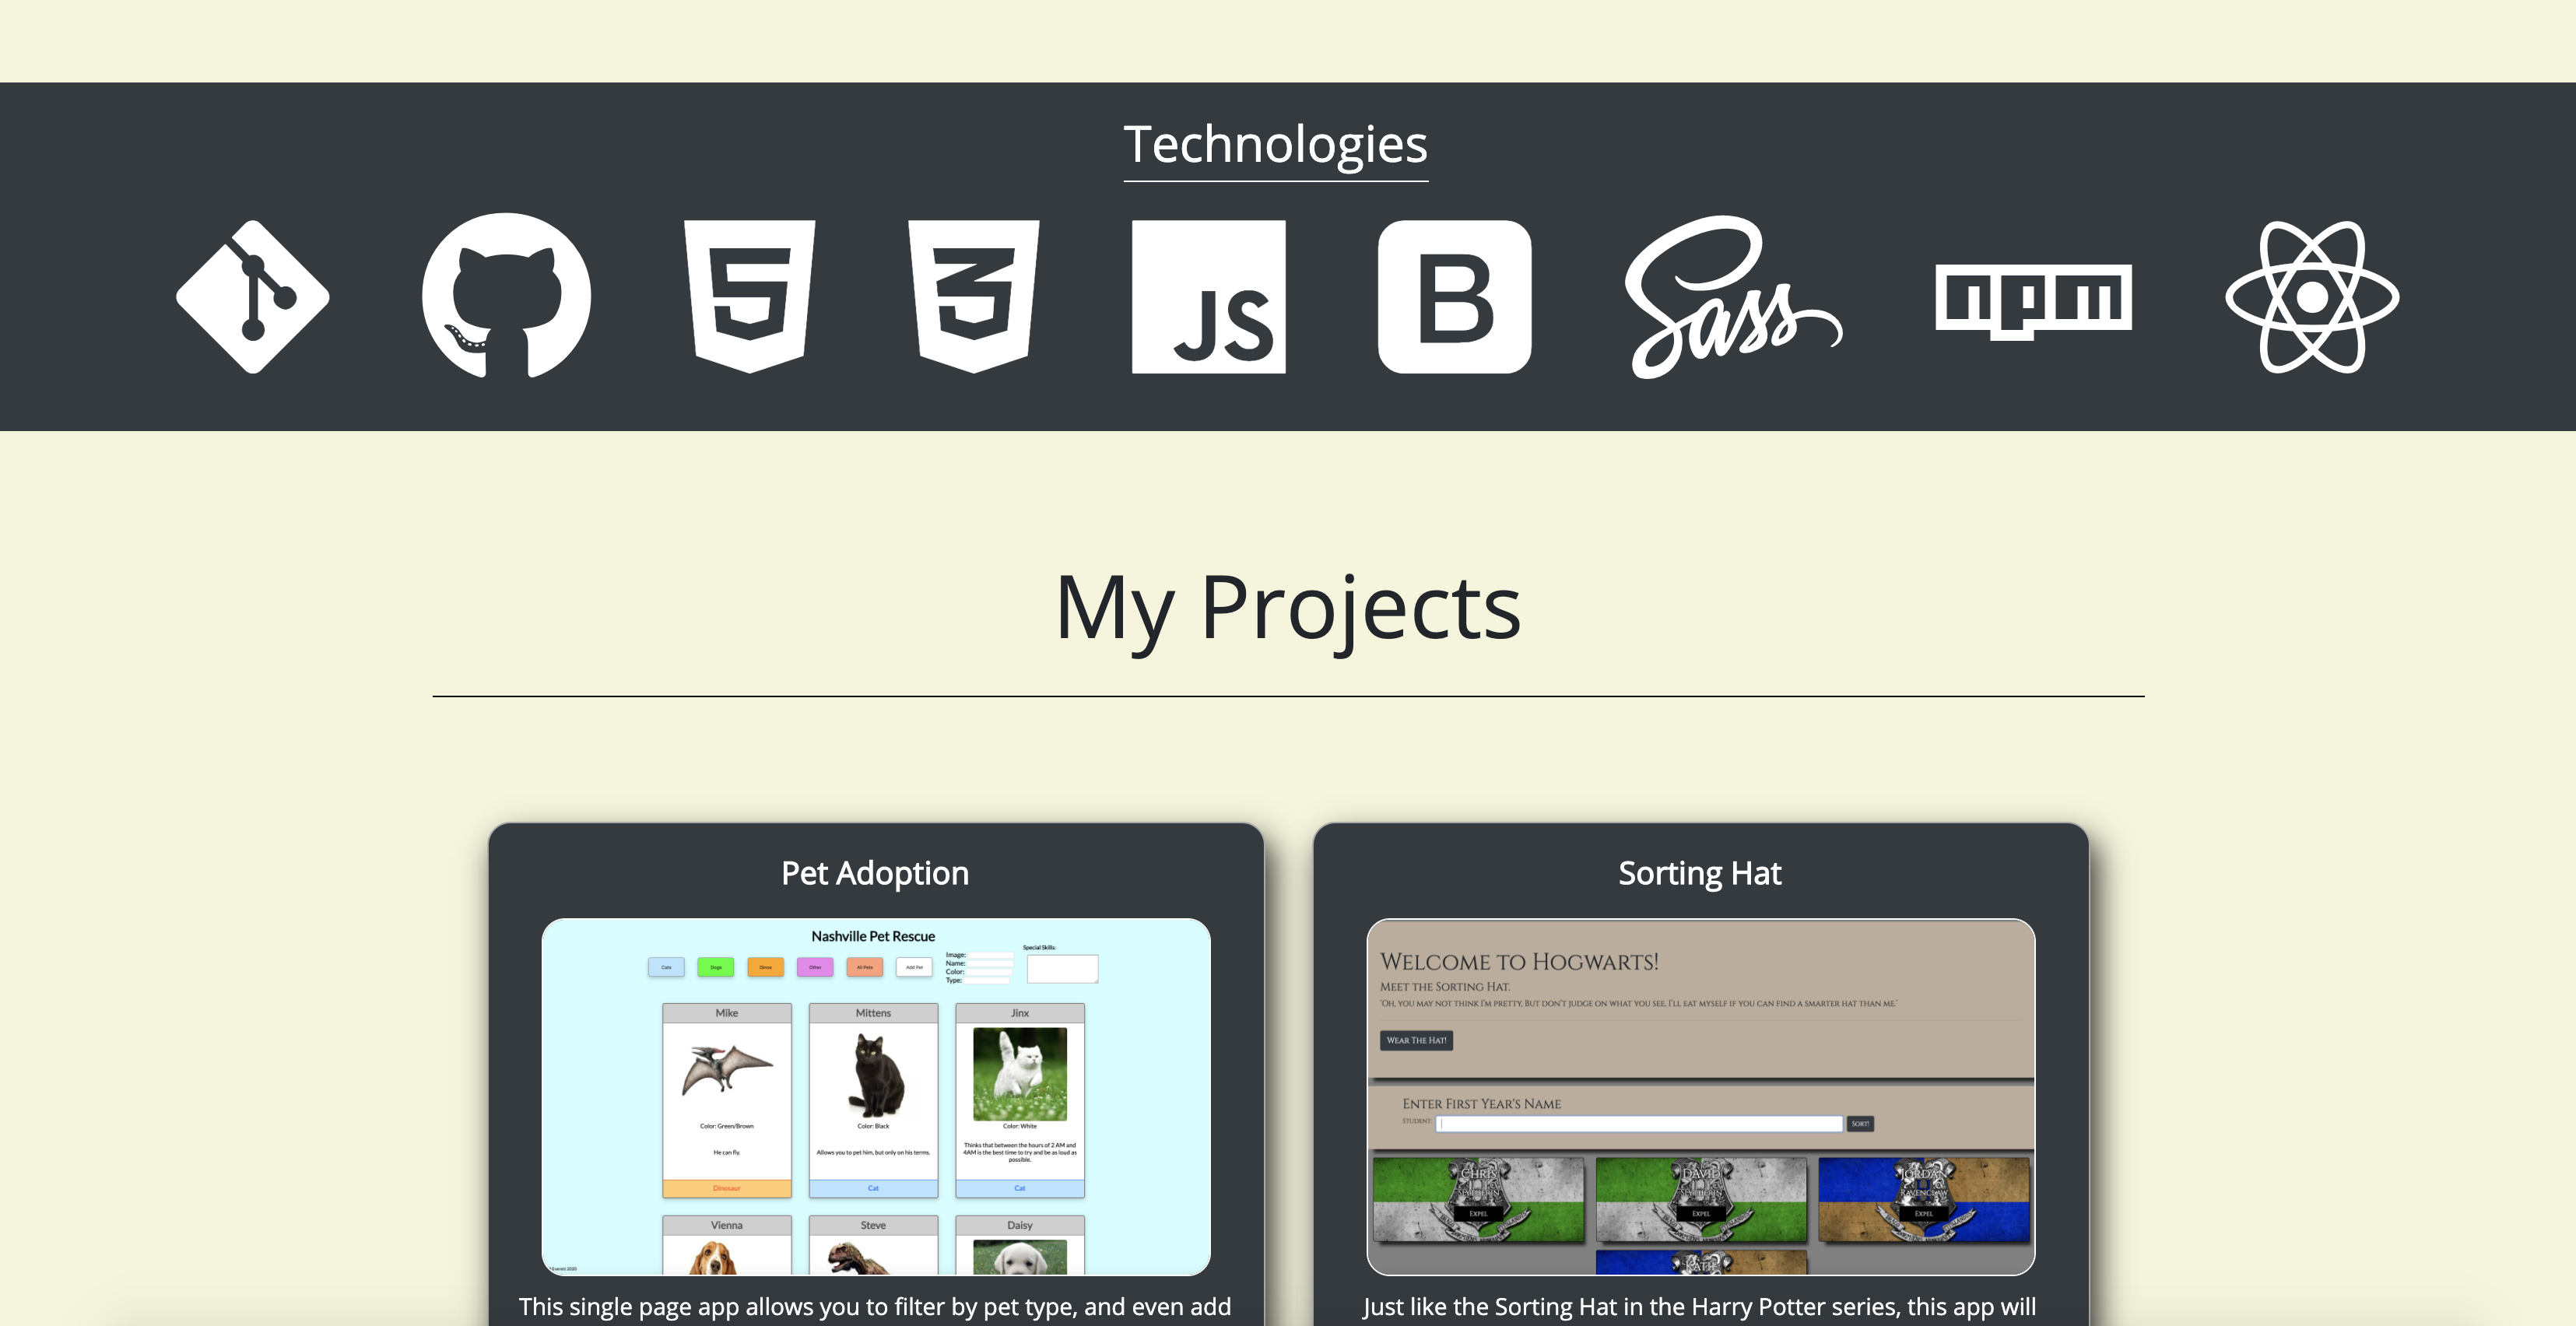 Technologies
5 3 JS B Sass npm
My Projects
Pet Adoption
Nashville Pet Rescue
Cats Dogs Dinos Other All Pets Add Pet
Image:
Name:
Color:
Type:
Special Skills:
Mike Mittens Jinx
Color: Green/Brown Color: Black Color: White
He can fly. Allows you to pet him, but only on his terms. Thinks that between the hours of 2 AM and
4AM is the best time to try and be as loud as
possible.
Dinosaur Cat Cat
Vienna Steve Daisy
Everett 2020
This single page app allows you to filter by pet type, and even add
Sorting Hat
Welcome to Hogwarts!
Meet the Sorting Hat.
'Oh, you may not think I'm pretty, But don't judge on what you see, I'll eat myself if you can find a smarter hat than me.'
Wear The Hat!
Enter First Year's Name
Student: Sort!
Chris David Jordan
Slytherin Slytherin Ravenclaw
Expel Expel Expel
Just like the Sorting Hat in the Harry Potter series, this app will